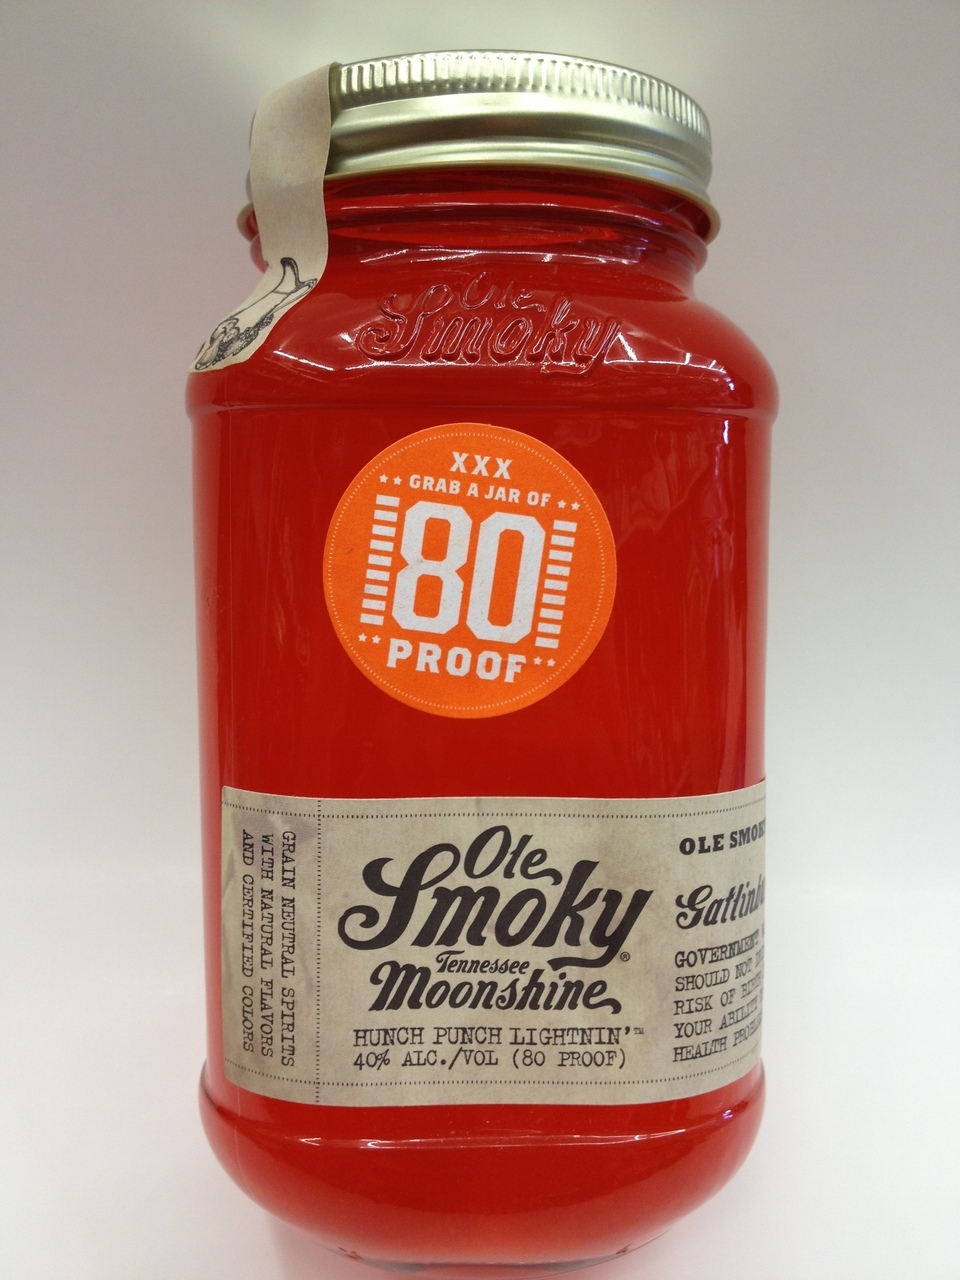 Ole
Smoky
XXX
GRAB A JAR OF
80
PROOF
GRAIN NEUTRAL SPIRITS
WITH NATURAL FLAVORS
AND CERTIFIED COLORS
Ole
Smoky®
Tennessee
Moonshine
HUNCH PUNCH LIGHTNIN'™
40% ALC./VOL (80 PROOF)
OLE
GOVERNMENT
SHOULD NOT
RISK OF
YOUR ABILITY
HEALTH